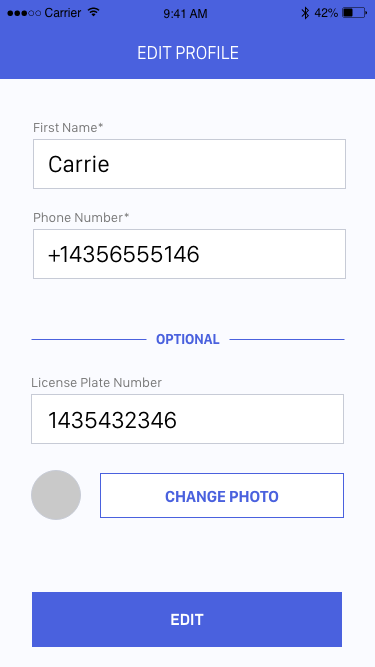 Carrier 9:41 AM 42%
EDIT PROFILE
First Name*
Carrie
Phone Number*
+14356555146
OPTIONAL
License Plate Number
1435432346
CHANGE PHOTO
EDIT